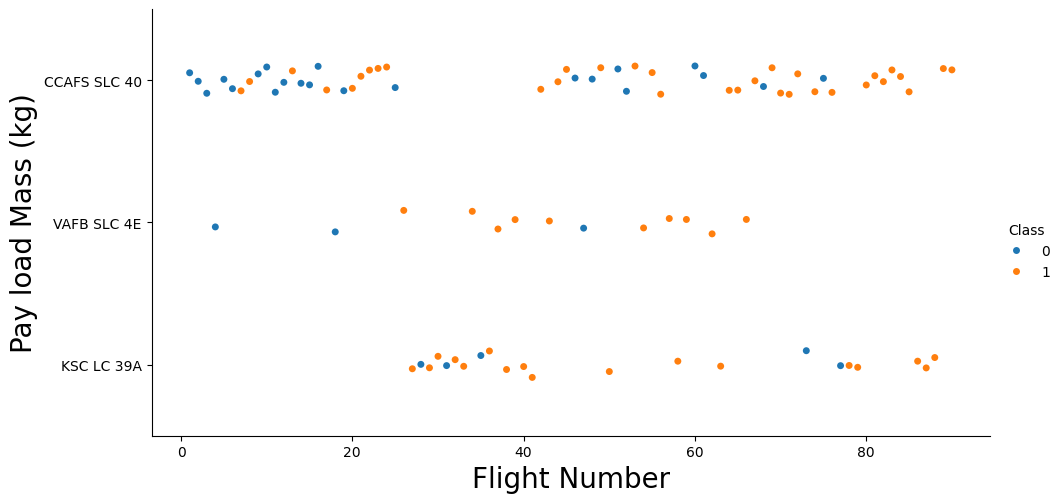 Pay load Mass (kg)
CCAFS SLC 40
VAFB SLC 4E
KSC LC 39A
0
20
40
60
80
Flight Number
Class
0
1